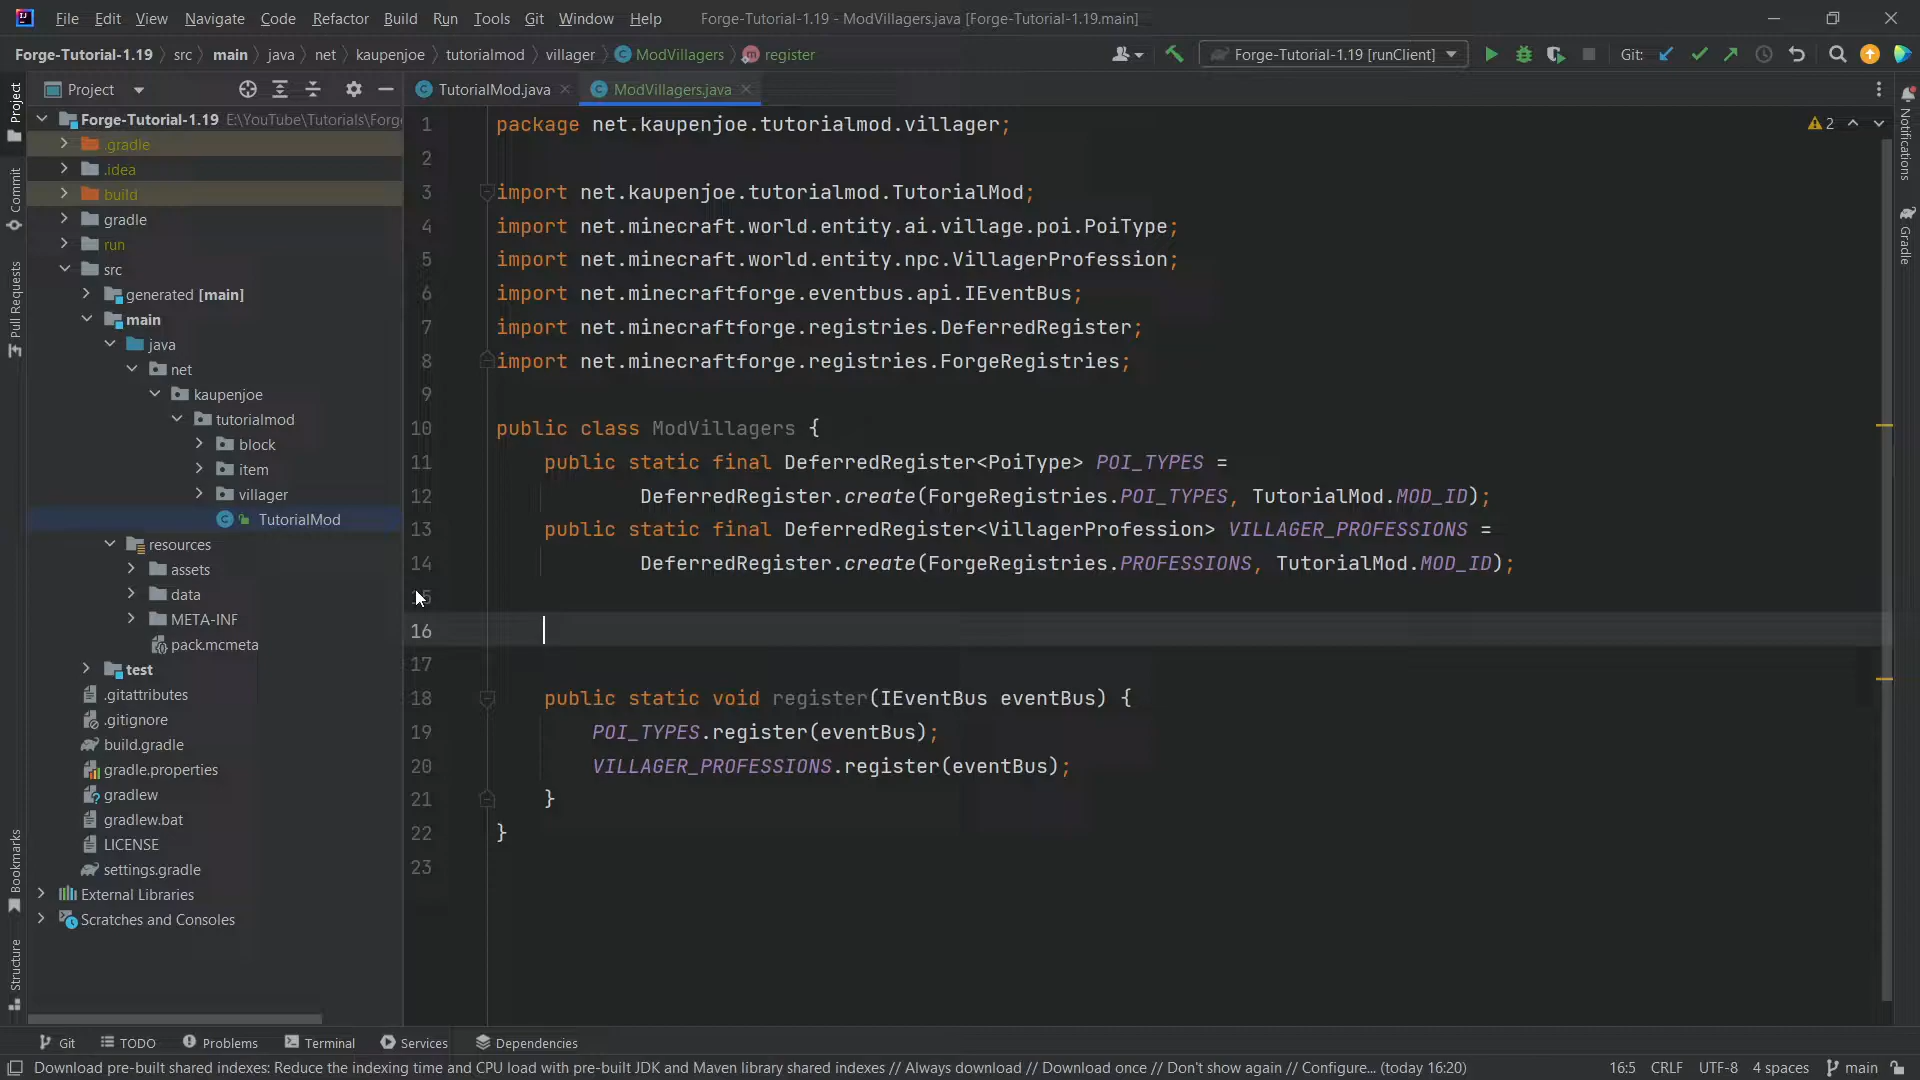 File Edit View Navigate Code Refactor Build Run Tools Git Window Help Forge-Tutorial-1.19 - ModVillagers.java [Forge-Tutorial-1.19.main]
Forge-Tutorial-1.19 src main java net kaupenjoe tutorialmod villager ModVillagers register Forge-Tutorial-1.19 [runClient] Git:
Project TutorialMod.java ModVillagers.java
Forge-Tutorial-1.19 E:\YouTube\Tutorials\Forg
.gradle
.idea
build
gradle
run
src
generated [main]
main
java
net
kaupenjoe
tutorialmod
block
item
villager
TutorialMod
resources
assets
data
META-INF
pack.mcmeta
test
.gitattributes
.gitignore
build.gradle
gradle.properties
gradlew
gradlew.bat
LICENSE
settings.gradle
External Libraries
Scratches and Consoles
Project
Commit
Pull Requests
Bookmarks
Structure
1 package net.kaupenjoe.tutorialmod.villager;
2
3 import net.kaupenjoe.tutorialmod.TutorialMod;
4 import net.minecraft.world.entity.ai.village.poi.PoiType;
5 import net.minecraft.world.entity.npc.VillagerProfession;
6 import net.minecraftforge.eventbus.api.IEventBus;
7 import net.minecraftforge.registries.DeferredRegister;
8 import net.minecraftforge.registries.ForgeRegistries;
9
10 public class ModVillagers {
11 public static final DeferredRegister<PoiType> POI_TYPES =
12 DeferredRegister.create(ForgeRegistries.POI_TYPES, TutorialMod.MOD_ID);
13 public static final DeferredRegister<VillagerProfession> VILLAGER_PROFESSIONS =
14 DeferredRegister.create(ForgeRegistries.PROFESSIONS, TutorialMod.MOD_ID);
15
16
17
18 public static void register(IEventBus eventBus) {
19 POI_TYPES.register(eventBus);
20 VILLAGER_PROFESSIONS.register(eventBus);
21 }
22 }
23
2
Notifications
Gradle
Git TODO Problems Terminal Services Dependencies
Download pre-built shared indexes: Reduce the indexing time and CPU load with pre-built JDK and Maven library shared indexes // Always download // Download once // Don't show again // Configure... (today 16:20) 16:5 CRLF UTF-8 4 spaces main